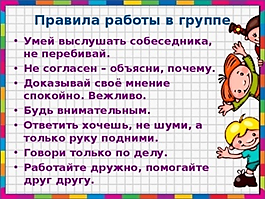 Правила работы в группе
• Умей выслушать собеседника,
не перебивай.
• Не согласен – объясни, почему.
• Доказывай своё мнение
спокойно. Вежливо.
• Будь внимательным.
• Ответить хочешь, не шуми, а
только руку подними.
• Говори только по делу.
• Работайте дружно, помогайте
друг другу.